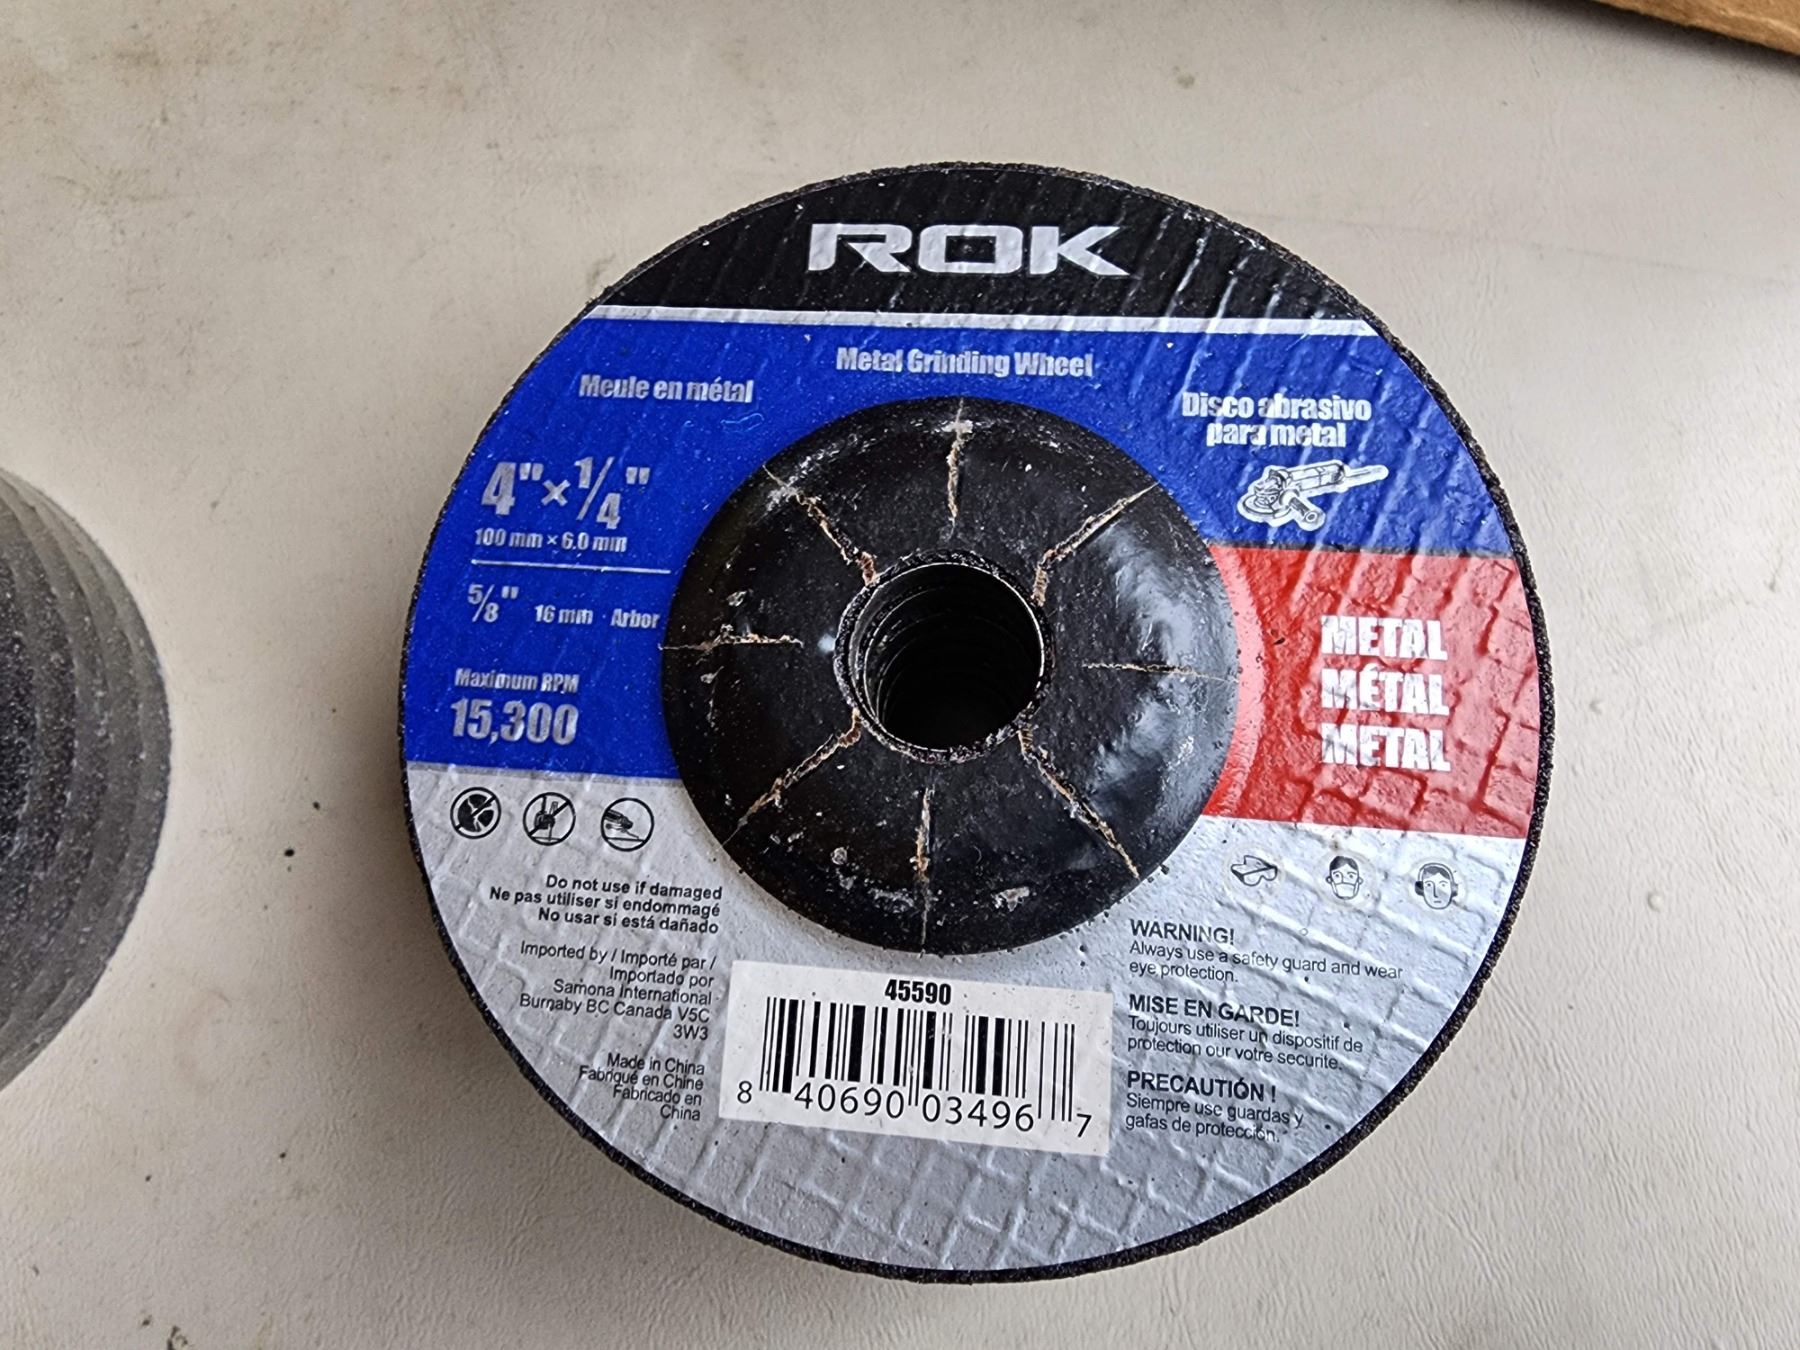 ROK
Metal Grinding Wheel
Meule en métal
Disco abrasivo
para metal
4"×1/4"
100 mm × 6.0 mm
5/8" 16 mm · Arbor
Maximum RPM
15,300
METAL
MÉTAL
METAL
Do not use if damaged
Ne pas utiliser si endommagé
No usar si está dañado
Imported by / Importé par /
Importado por
Samona International
Burnaby BC Canada V5C
3W3
Made in China
Fabriqué en Chine
Fabricado en
China
45590
8 40690 03496 7
WARNING!
Always use a safety guard and wear
eye protection.
MISE EN GARDE!
Toujours utiliser un dispositif de
protection our votre securite.
PRECAUTIÓN !
Siempre use guardas y
gafas de protección.